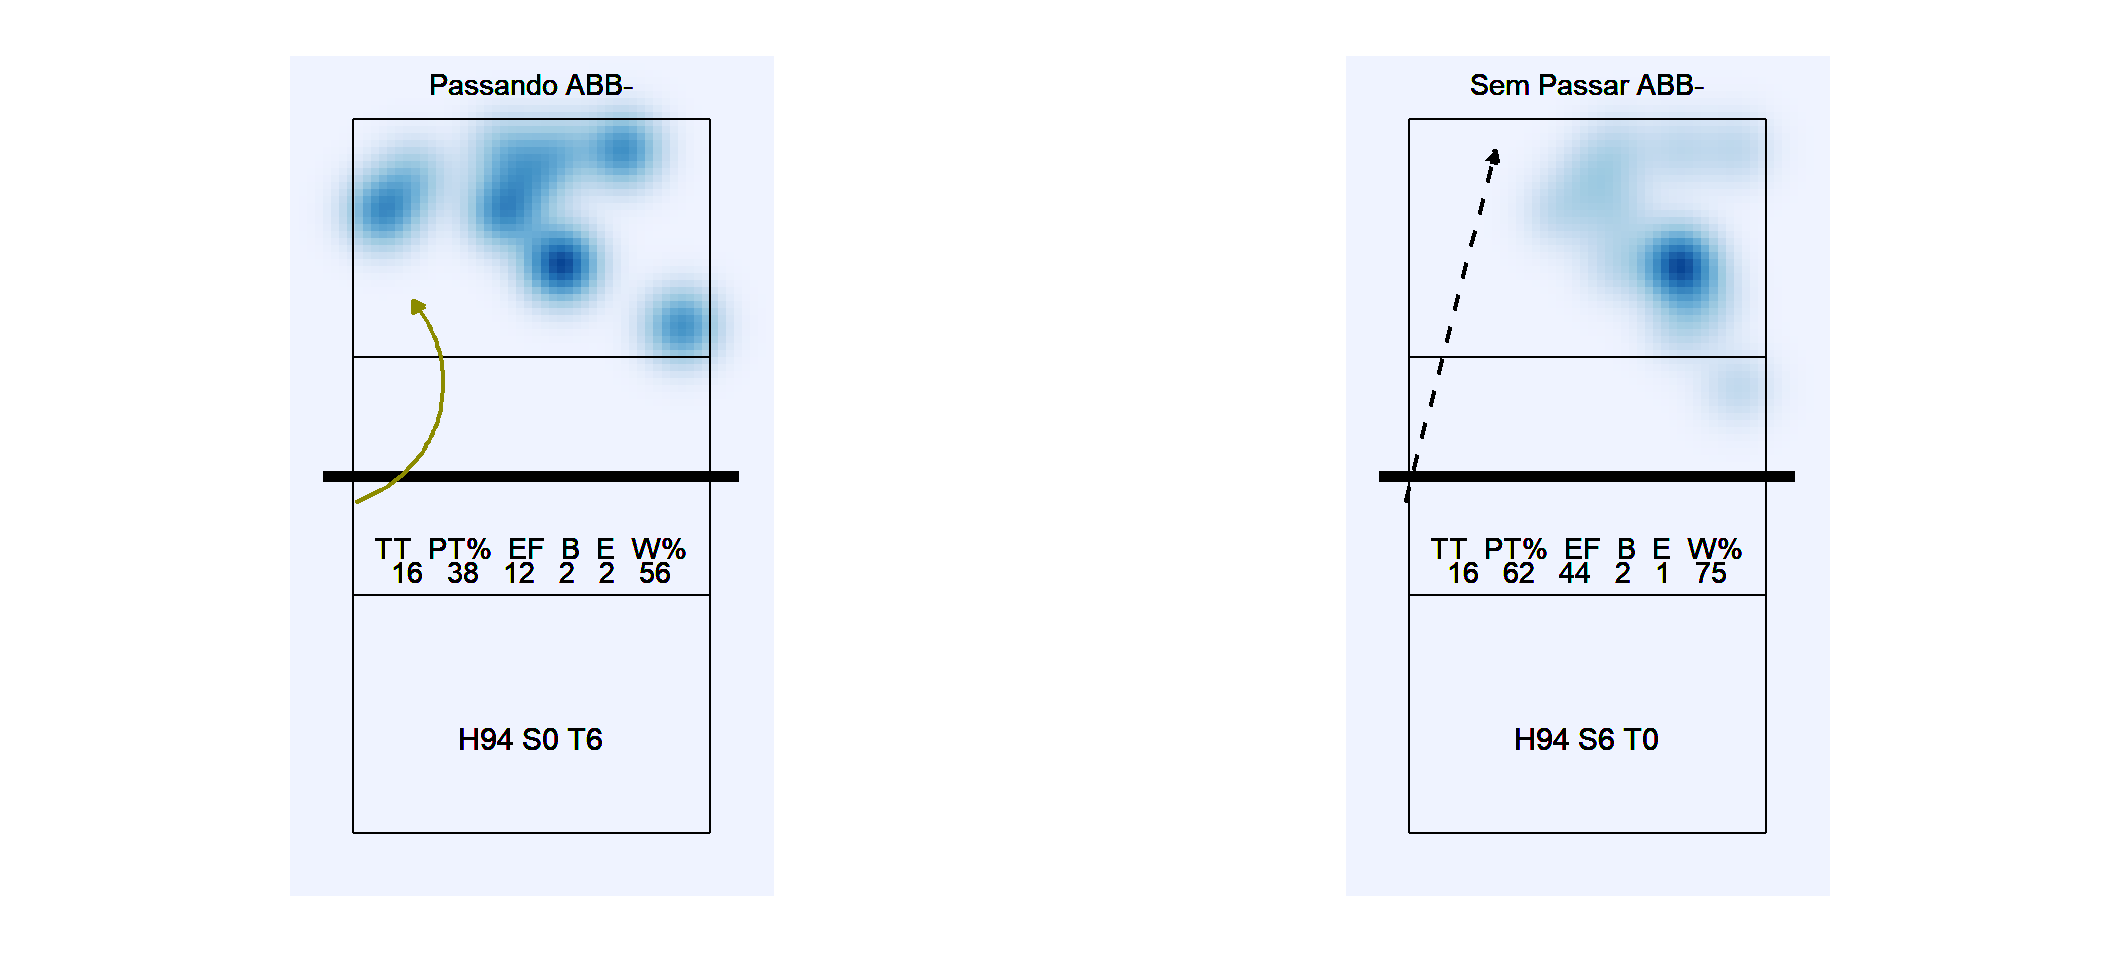 Passando ABB-
TT PT% EF B E W%
16 38 12 2 2 56
H94 S0 T6
Sem Passar ABB-
TT PT% EF B E W%
16 62 44 2 1 75
H94 S6 T0